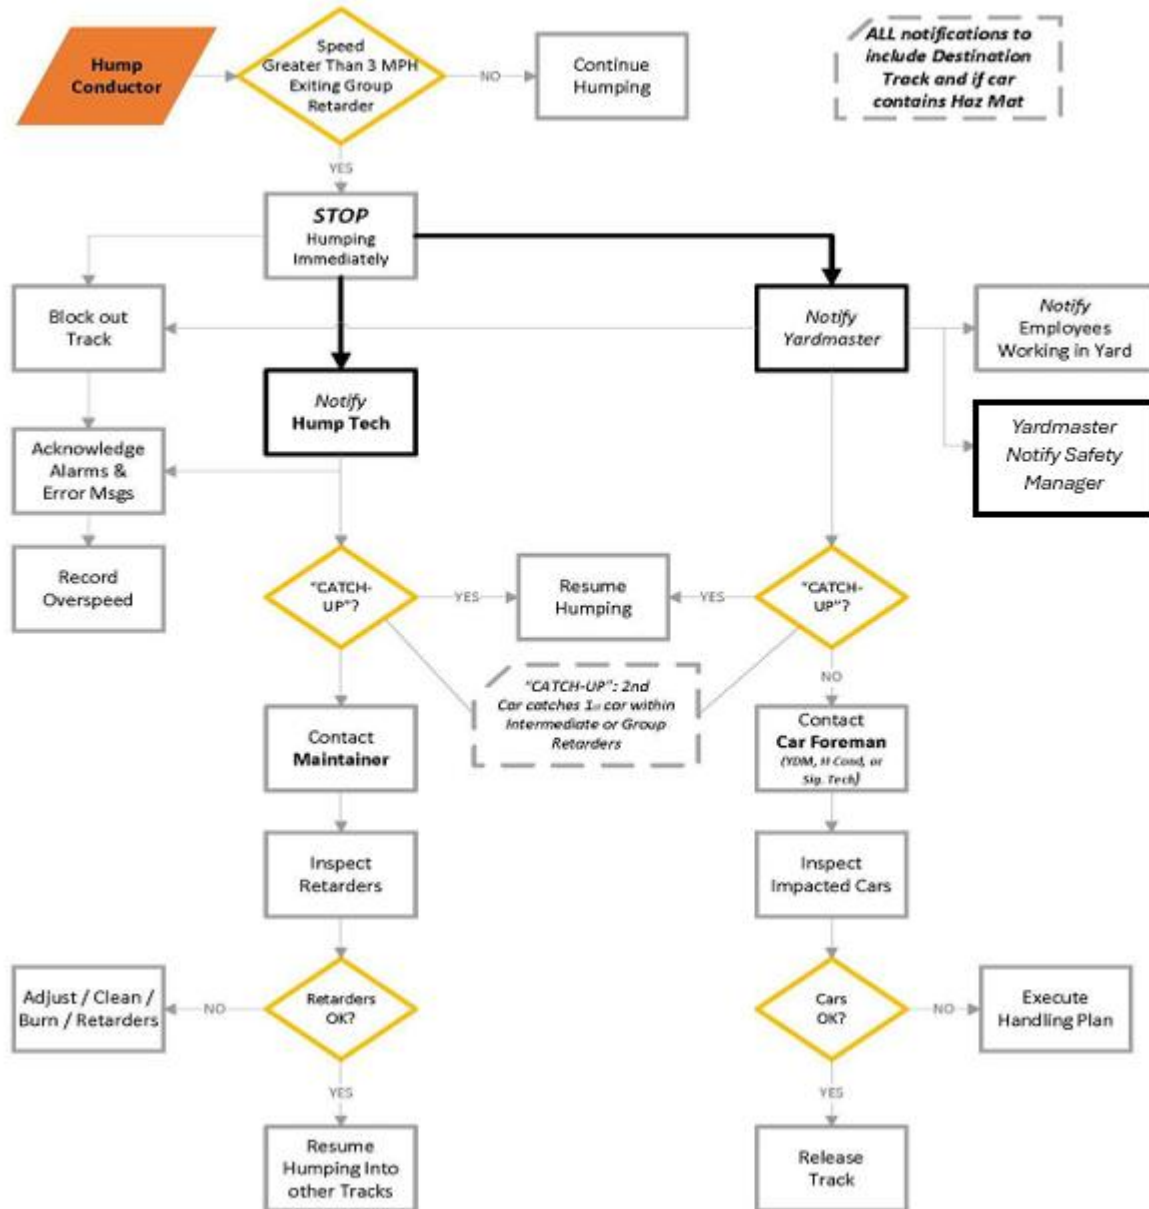 Hump
Conductor
Speed
Greater Than 3 MPH
Exiting Group
Retarder
NO
Continue
Humping
ALL notifications to
include Destination
Track and if car
contains Haz Mat
YES
STOP
Humping
Immediately
Block out
Track
Notify
Yardmaster
Notify
Employees
Working in Yard
Notify
Hump Tech
Yardmaster
Notify Safety
Manager
Acknowledge
Alarms &
Error Msgs
Record
Overspeed
"CATCH-
UP"?
YES
Resume
Humping
YES
"CATCH-
UP"?
"CATCH-UP": 2nd
Car catches 1st car within
Intermediate or Group
Retarders
NO
Contact
Maintainer
Contact
Car Foreman
(YDM, H Cond, or
Sig. Tech)
Inspect
Retarders
Inspect
Impacted Cars
Adjust / Clean /
Burn / Retarders
NO
Retarders
OK?
Cars
OK?
NO
Execute
Handling Plan
YES
YES
Resume
Humping Into
other Tracks
Release
Track